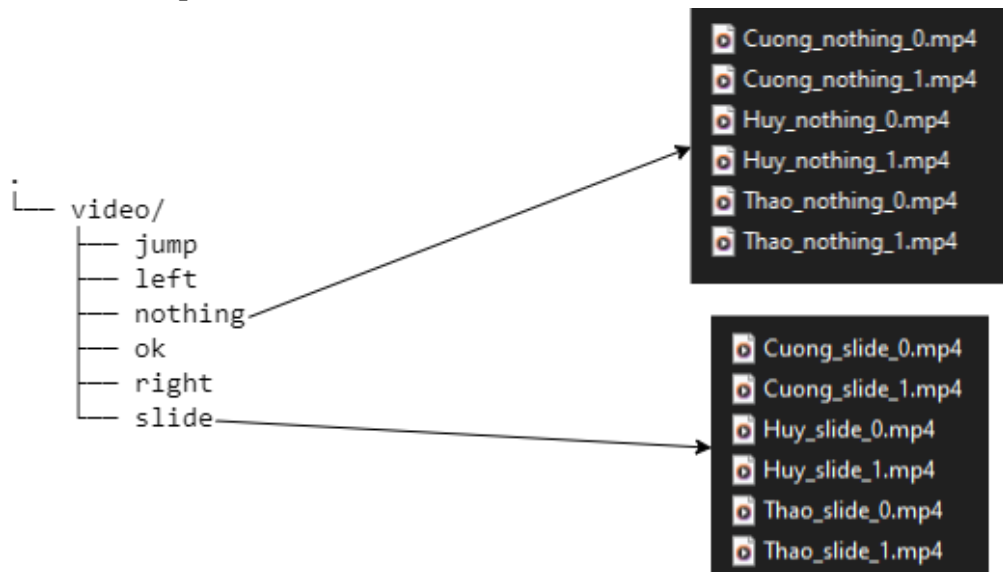 .
└── video/
├── jump
├── left
├── nothing
├── ok
├── right
└── slide
Cuong_nothing_0.mp4
Cuong_nothing_1.mp4
Huy_nothing_0.mp4
Huy_nothing_1.mp4
Thao_nothing_0.mp4
Thao_nothing_1.mp4
Cuong_slide_0.mp4
Cuong_slide_1.mp4
Huy_slide_0.mp4
Huy_slide_1.mp4
Thao_slide_0.mp4
Thao_slide_1.mp4